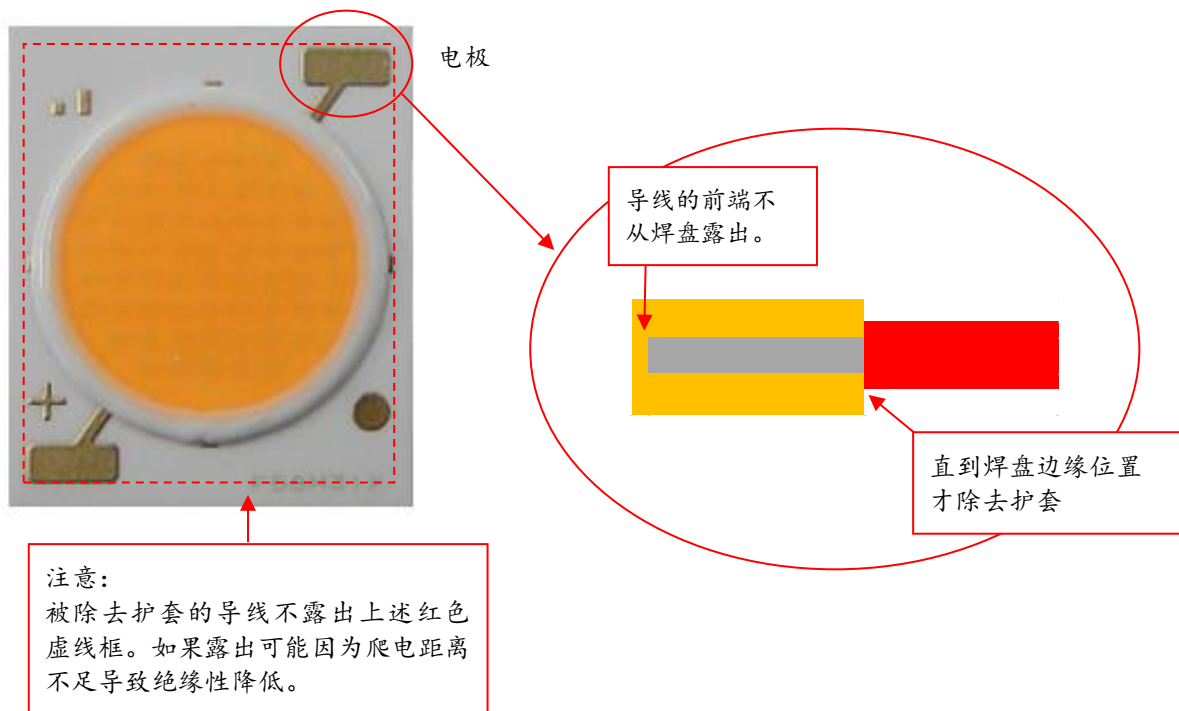 电极
-
+
导线的前端不
从焊盘露出。
直到焊盘边缘位置
才除去护套
注意：
被除去护套的导线不露出上述红色
虚线框。如果露出可能因为爬电距离
不足导致绝缘性降低。